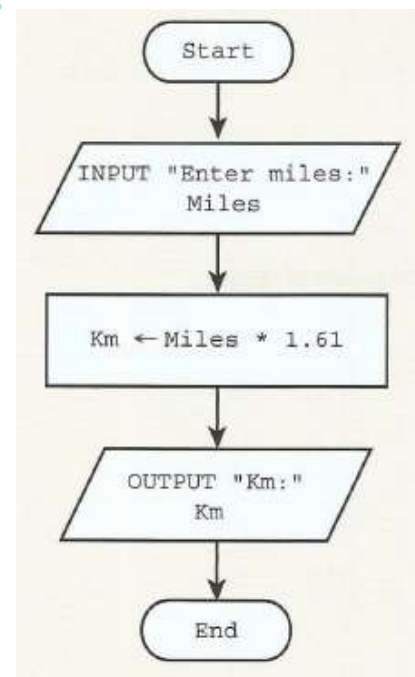 Start
INPUT "Enter miles:"
Miles
Km ← Miles * 1.61
OUTPUT "Km:"
Km
End